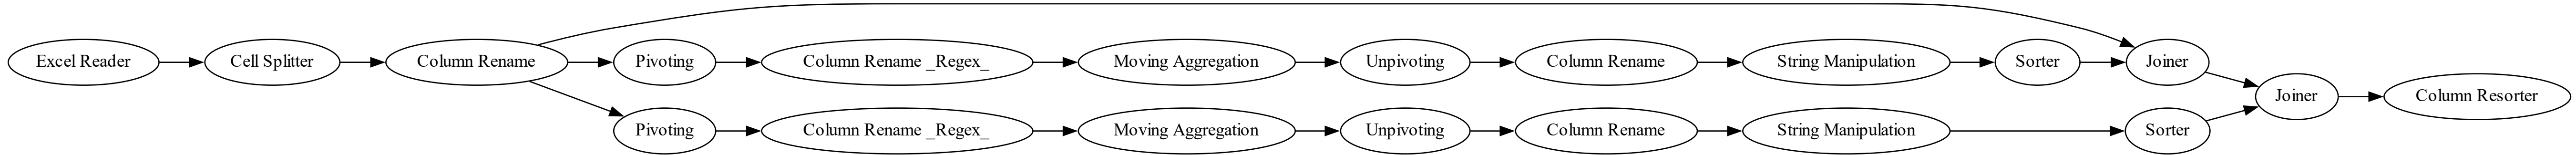 Excel Reader
Cell Splitter
Column Rename
Pivoting
Column Rename _Regex_
Moving Aggregation
Unpivoting
Column Rename
String Manipulation
Sorter
Joiner
Pivoting
Column Rename _Regex_
Moving Aggregation
Unpivoting
Column Rename
String Manipulation
Sorter
Joiner
Column Resorter